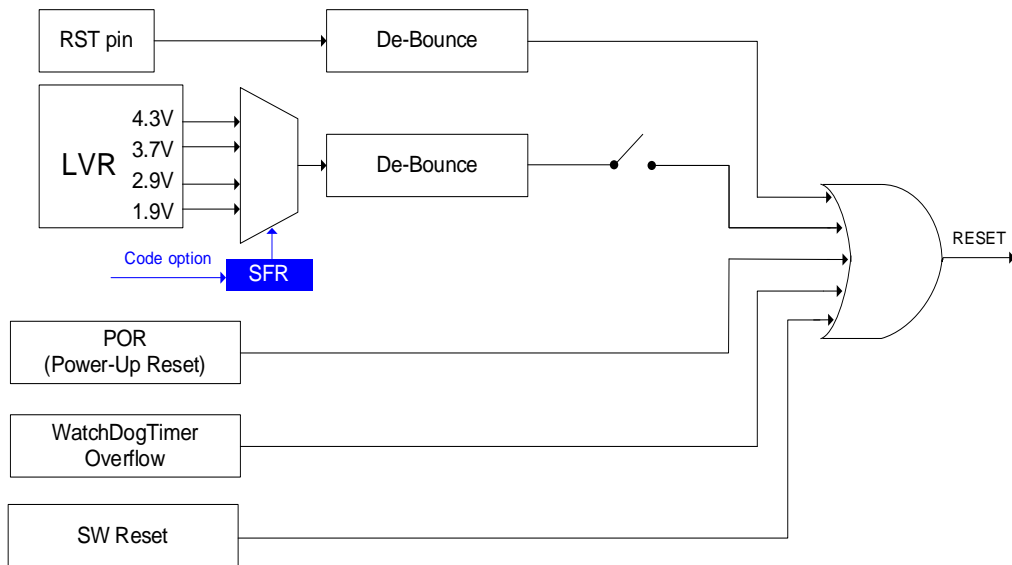 RST pin
De-Bounce
LVR
4.3V
3.7V
2.9V
1.9V
De-Bounce
Code option
SFR
RESET
POR
(Power-Up Reset)
WatchDogTimer
Overflow
SW Reset